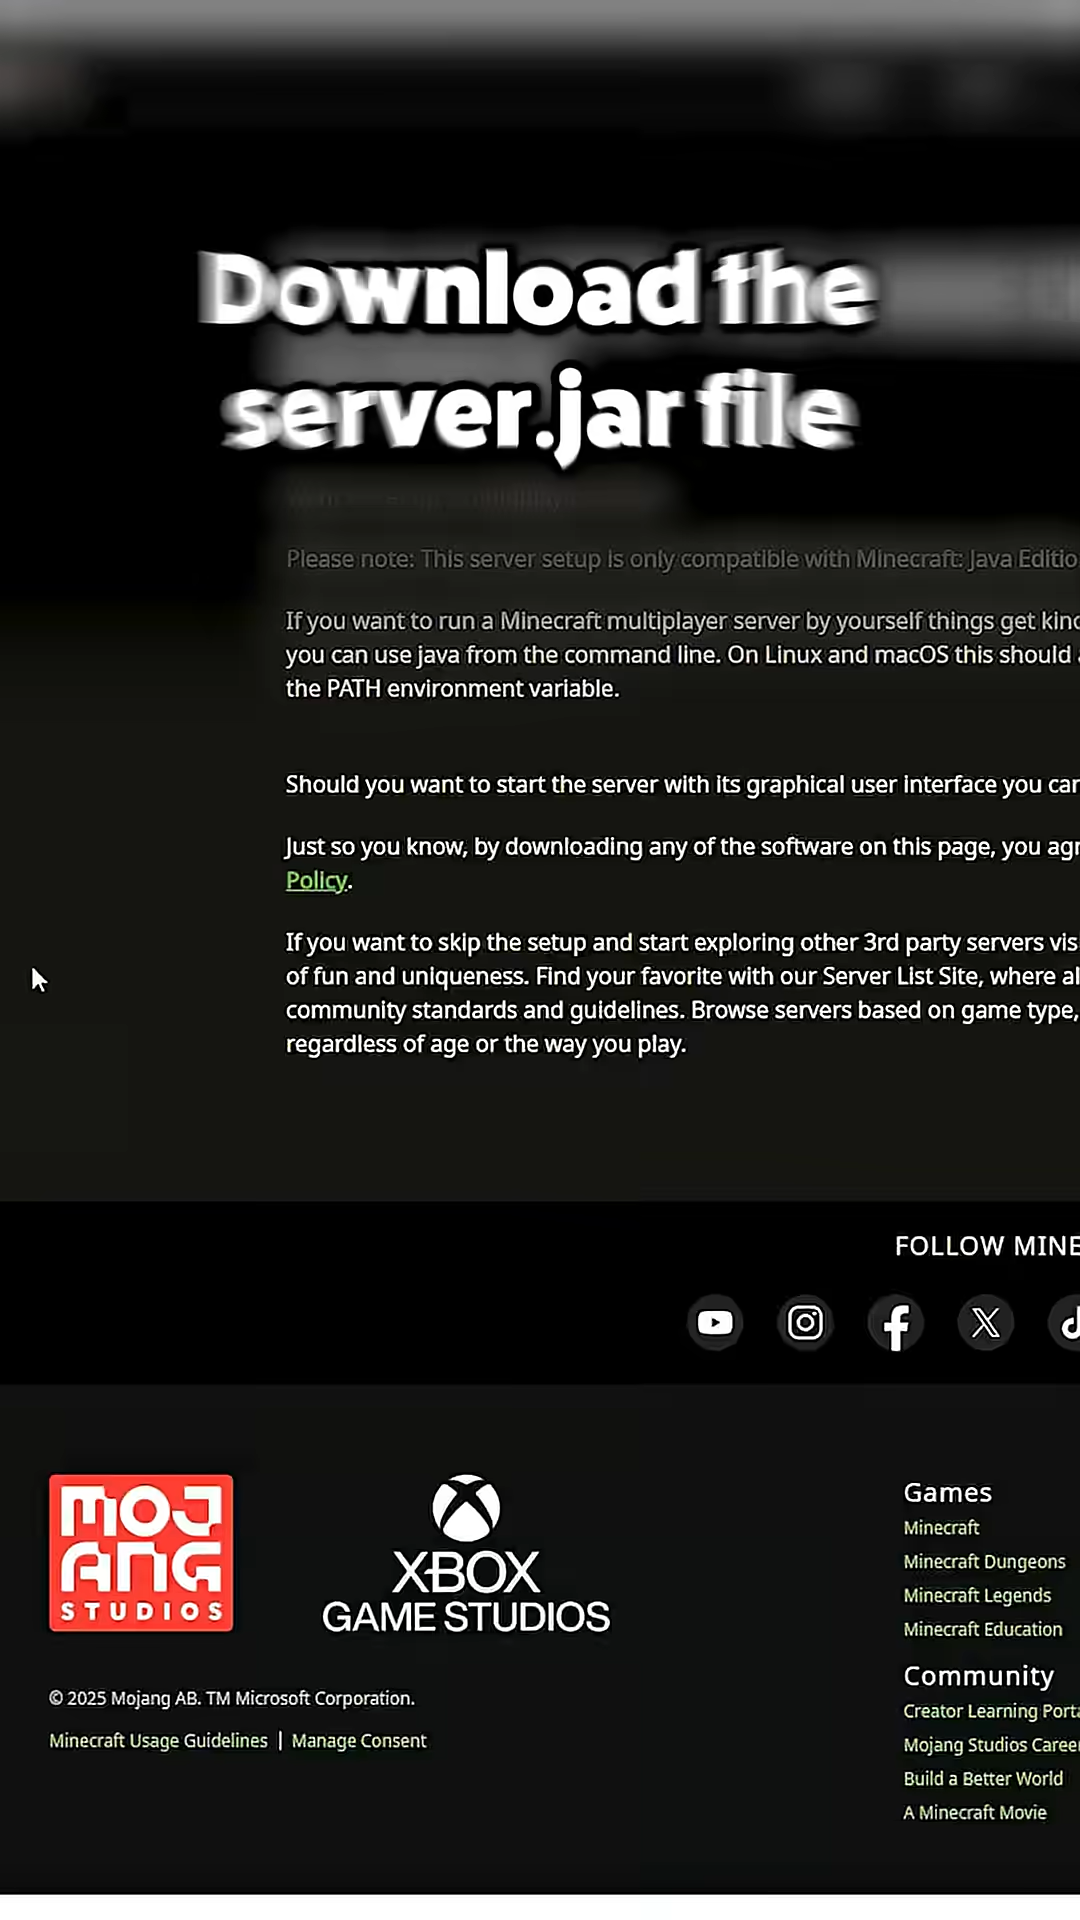 Download the
server.jar file
Please note: This server setup is only compatible with Minecraft: Java Editio
If you want to run a Minecraft multiplayer server by yourself things get kind
you can use java from the command line. On Linux and macOS this should
the PATH environment variable.
Should you want to start the server with its graphical user interface you can
Just so you know, by downloading any of the software on this page, you agr
Policy.
If you want to skip the setup and start exploring other 3rd party servers vis
of fun and uniqueness. Find your favorite with our Server List Site, where al
community standards and guidelines. Browse servers based on game type,
regardless of age or the way you play.
FOLLOW MINE
MOJ
ANG
STUDIOS
XBOX
GAME STUDIOS
© 2025 Mojang AB. TM Microsoft Corporation.
Minecraft Usage Guidelines | Manage Consent
Games
Minecraft
Minecraft Dungeons
Minecraft Legends
Minecraft Education
Community
Creator Learning Porta
Mojang Studios Career
Build a Better World
A Minecraft Movie